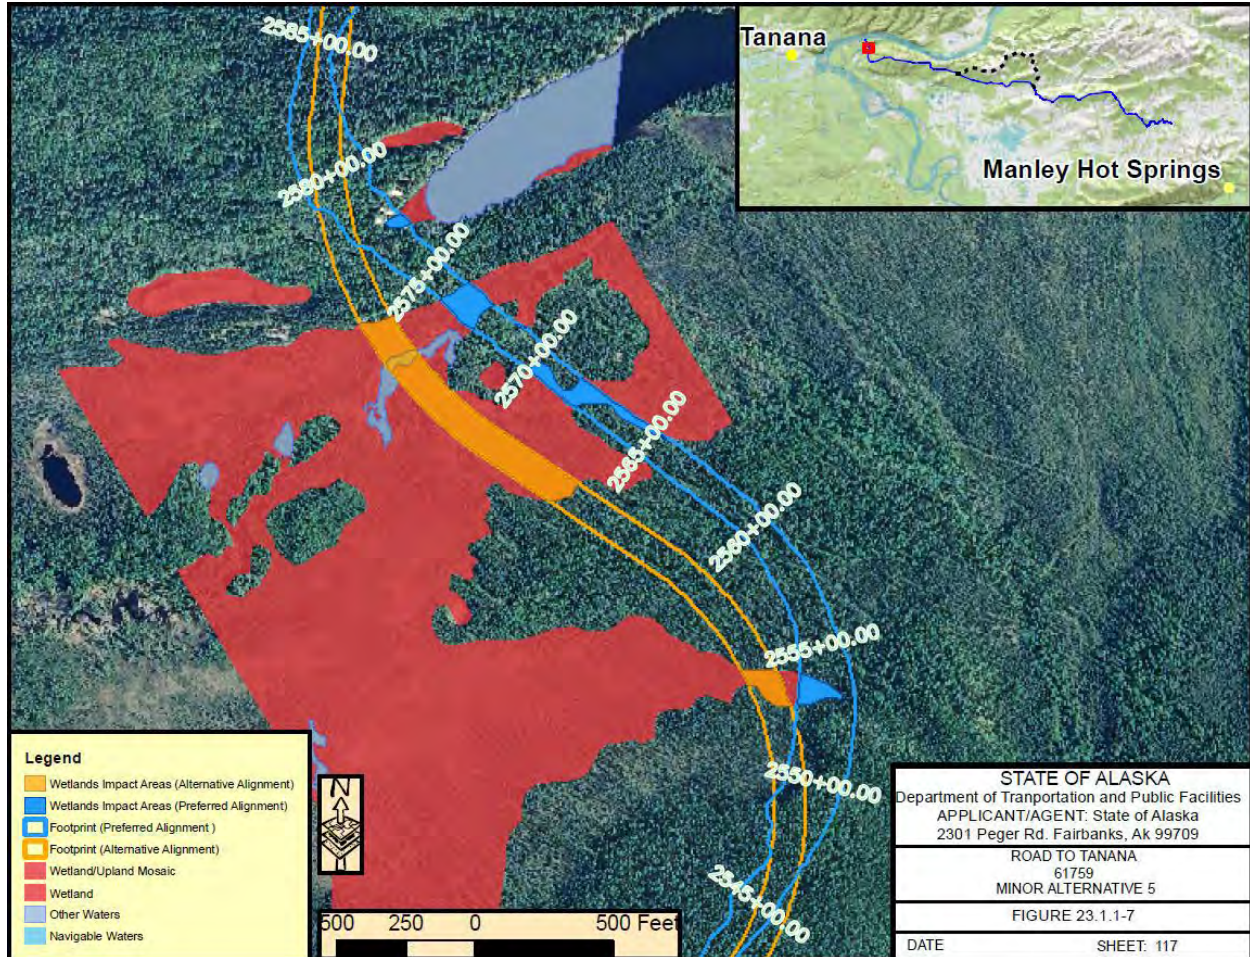 2585+00.00
2580+00.00
2575+00.00
2570+00.00
2565+00.00
2560+00.00
2555+00.00
2550+00.00
2545+00.00
Tanana
Manley Hot Springs
Legend
Wetlands Impact Areas (Alternative Alignment)
Wetlands Impact Areas (Preferred Alignment)
Footprint (Preferred Alignment )
Footprint (Alternative Alignment)
Wetland/Upland Mosaic
Wetland
Other Waters
Navigable Waters
N
500 250 0 500 Feet
STATE OF ALASKA
Department of Tranportation and Public Facilities
APPLICANT/AGENT: State of Alaska
2301 Peger Rd. Fairbanks, Ak 99709
ROAD TO TANANA
61759
MINOR ALTERNATIVE 5
FIGURE 23.1.1-7
DATE SHEET: 117